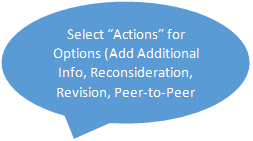 Select “Actions” for
Options (Add Additional
Info, Reconsideration,
Revision, Peer-to-Peer